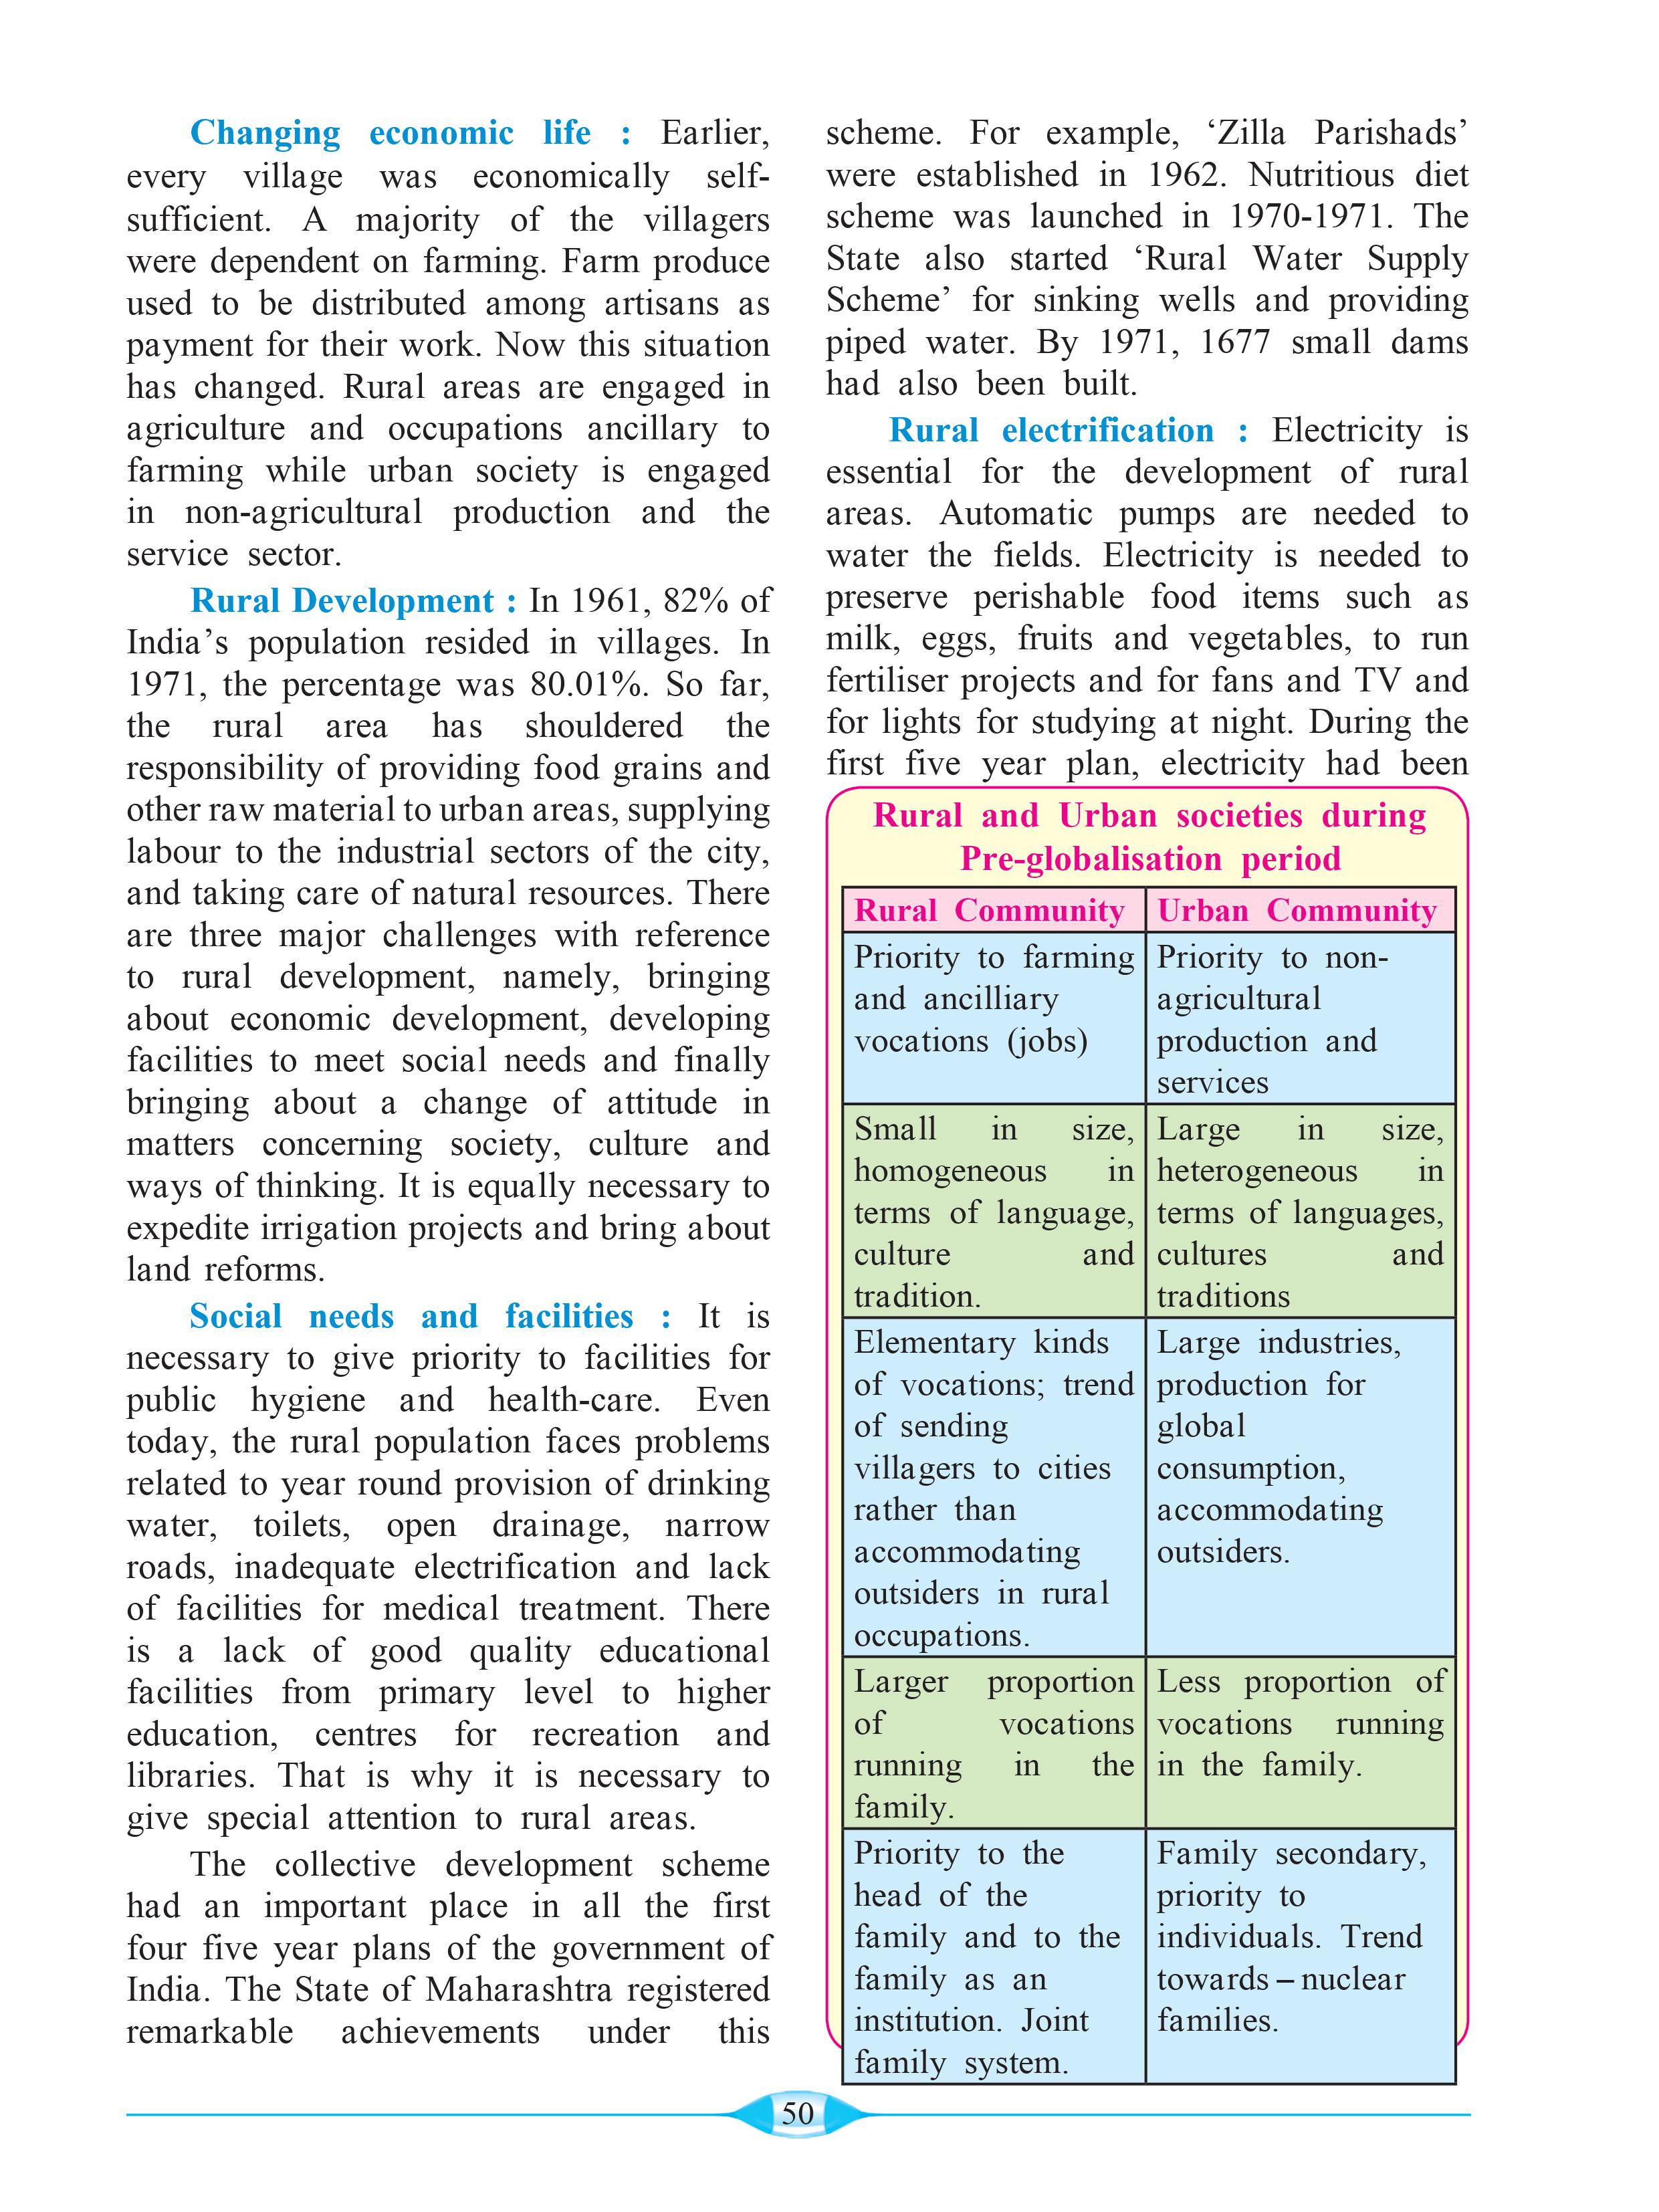 Changing economic life : Earlier,
every village was economically self-
sufficient. A majority of the villagers
were dependent on farming. Farm produce
used to be distributed among artisans as
payment for their work. Now this situation
has changed. Rural areas are engaged in
agriculture and occupations ancillary to
farming while urban society is engaged
in non-agricultural production and the
service sector.
Rural Development : In 1961, 82% of
India's population resided in villages. In
1971, the percentage was 80.01%. So far,
the rural area has shouldered the
responsibility of providing food grains and
other raw material to urban areas, supplying
labour to the industrial sectors of the city,
and taking care of natural resources. There
are three major challenges with reference
to rural development, namely, bringing
about economic development, developing
facilities to meet social needs and finally
bringing about a change of attitude in
matters concerning society, culture and
ways of thinking. It is equally necessary to
expedite irrigation projects and bring about
land reforms.
Social needs and facilities : It is
necessary to give priority to facilities for
public hygiene and health-care. Even
today, the rural population faces problems
related to year round provision of drinking
water, toilets, open drainage, narrow
roads, inadequate electrification and lack
of facilities for medical treatment. There
is a lack of good quality educational
facilities from primary level to higher
education, centres for recreation and
libraries. That is why it is necessary to
give special attention to rural areas.
The collective development scheme
had an important place in all the first
four five year plans of the government of
India. The State of Maharashtra registered
remarkable achievements under this
scheme. For example, ‘Zilla Parishads’
were established in 1962. Nutritious diet
scheme was launched in 1970-1971. The
State also started ‘Rural Water Supply
Scheme’ for sinking wells and providing
piped water. By 1971, 1677 small dams
had also been built.
Rural electrification : Electricity is
essential for the development of rural
areas. Automatic pumps are needed to
water the fields. Electricity is needed to
preserve perishable food items such as
milk, eggs, fruits and vegetables, to run
fertiliser projects and for fans and TV and
for lights for studying at night. During the
first five year plan, electricity had been
Rural and Urban societies during
Pre-globalisation period
Rural Community
Urban Community
Priority to farming
and ancilliary
vocations (jobs)
Priority to non-
agricultural
production and
services
Small in size,
homogeneous in
terms of language,
culture and
tradition.
Large in size,
heterogeneous in
terms of languages,
cultures and
traditions
Elementary kinds
of vocations; trend
of sending
villagers to cities
rather than
accommodating
outsiders in rural
occupations.
Large industries,
production for
global
consumption,
accommodating
outsiders.
Larger proportion
of vocations
running in the
family.
Less proportion of
vocations running
in the family.
Priority to the
head of the
family and to the
family as an
institution. Joint
family system.
Family secondary,
priority to
individuals. Trend
towards – nuclear
families.
50